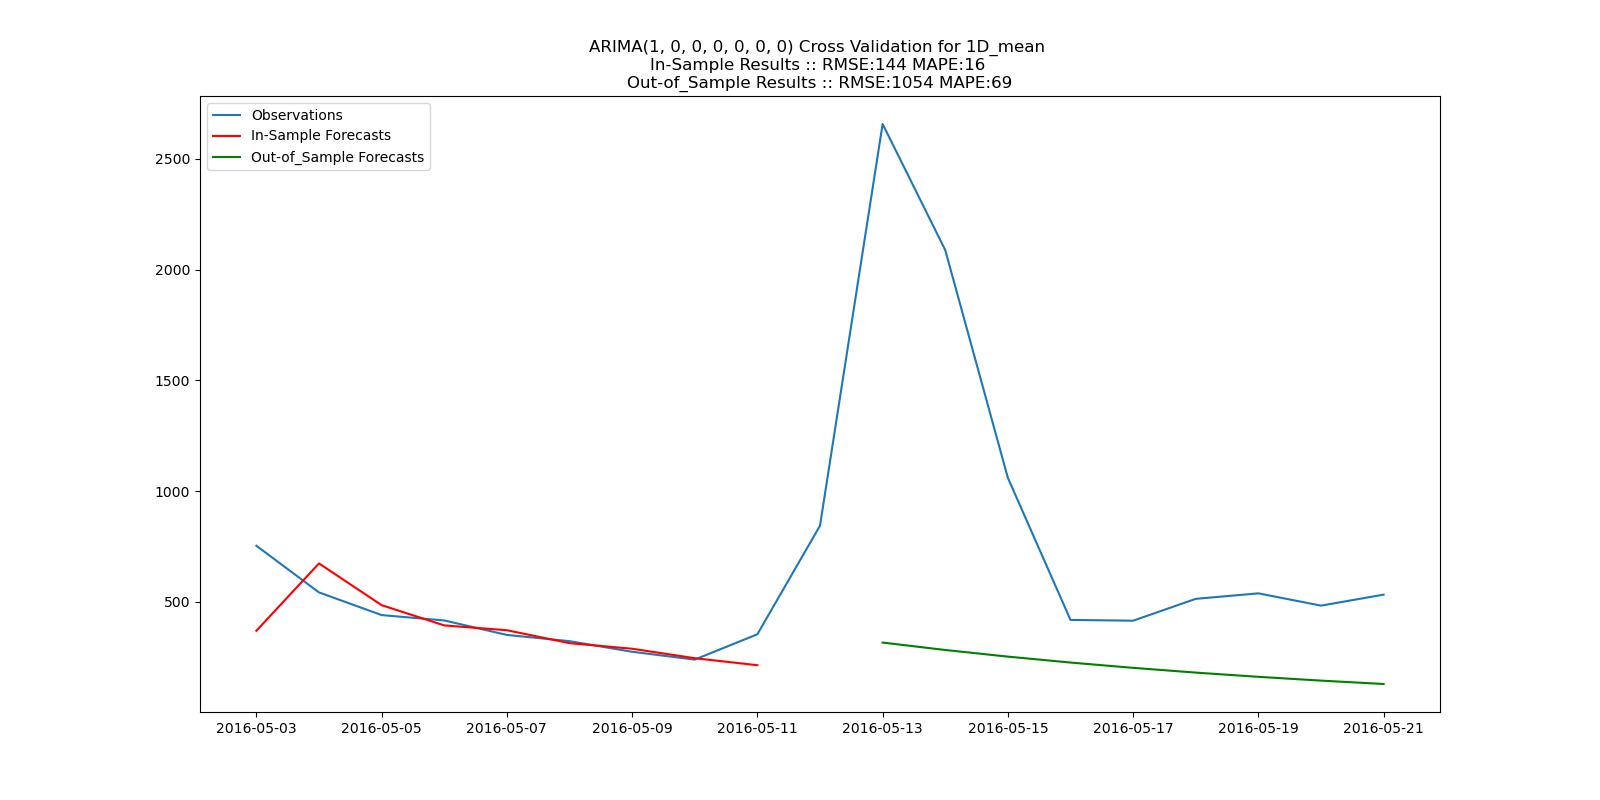 ARIMA(1, 0, 0, 0, 0, 0, 0) Cross Validation for 1D_mean
In-Sample Results :: RMSE:144 MAPE:16
Out-of_Sample Results :: RMSE:1054 MAPE:69
Observations
In-Sample Forecasts
Out-of_Sample Forecasts
2500
2000
1500
1000
500
2016-05-03 2016-05-05 2016-05-07 2016-05-09 2016-05-11 2016-05-13 2016-05-15 2016-05-17 2016-05-19 2016-05-21